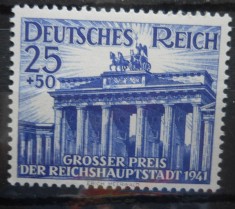 DEUTSCHES REICH
25
+50
GROSSER PREIS
DER REICHSHAUPTSTADT 1941